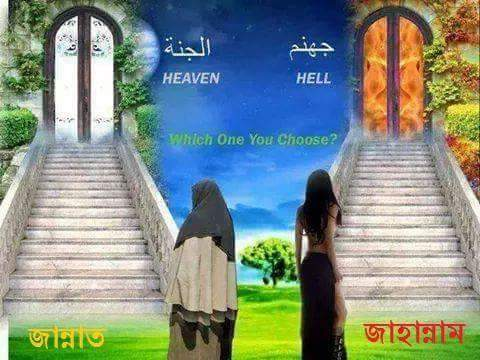 الجنة
جهنم
HEAVEN
HELL
Which One You Choose?
জান্নাত
জাহান্নাম